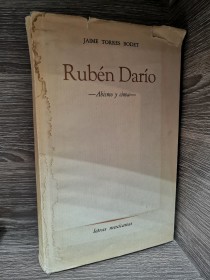 JAIME TORRES BODET
Rubén Darío
—Abismo y cima—
letras mexicanas